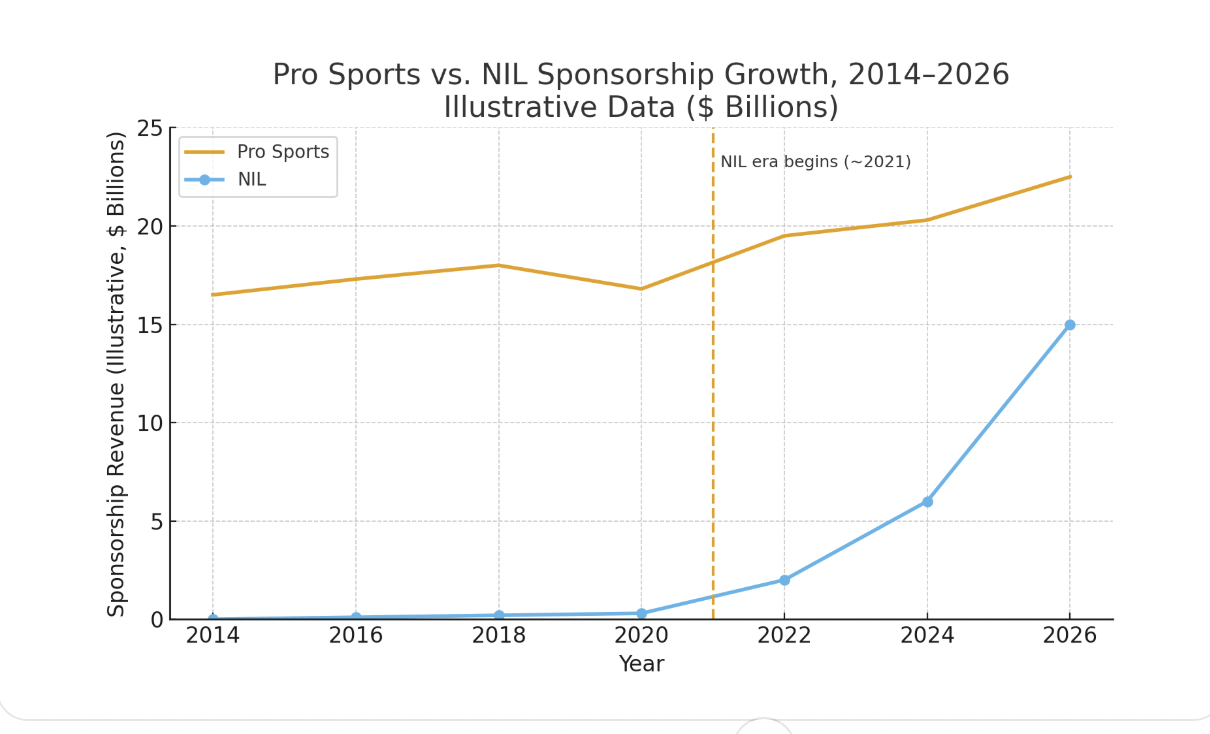 Pro Sports vs. NIL Sponsorship Growth, 2014–2026
Illustrative Data ($ Billions)
Sponsorship Revenue (Illustrative, $ Billions)
25
20
15
10
5
0
Pro Sports
NIL
NIL era begins (~2021)
2014 2016 2018 2020 2022 2024 2026
Year